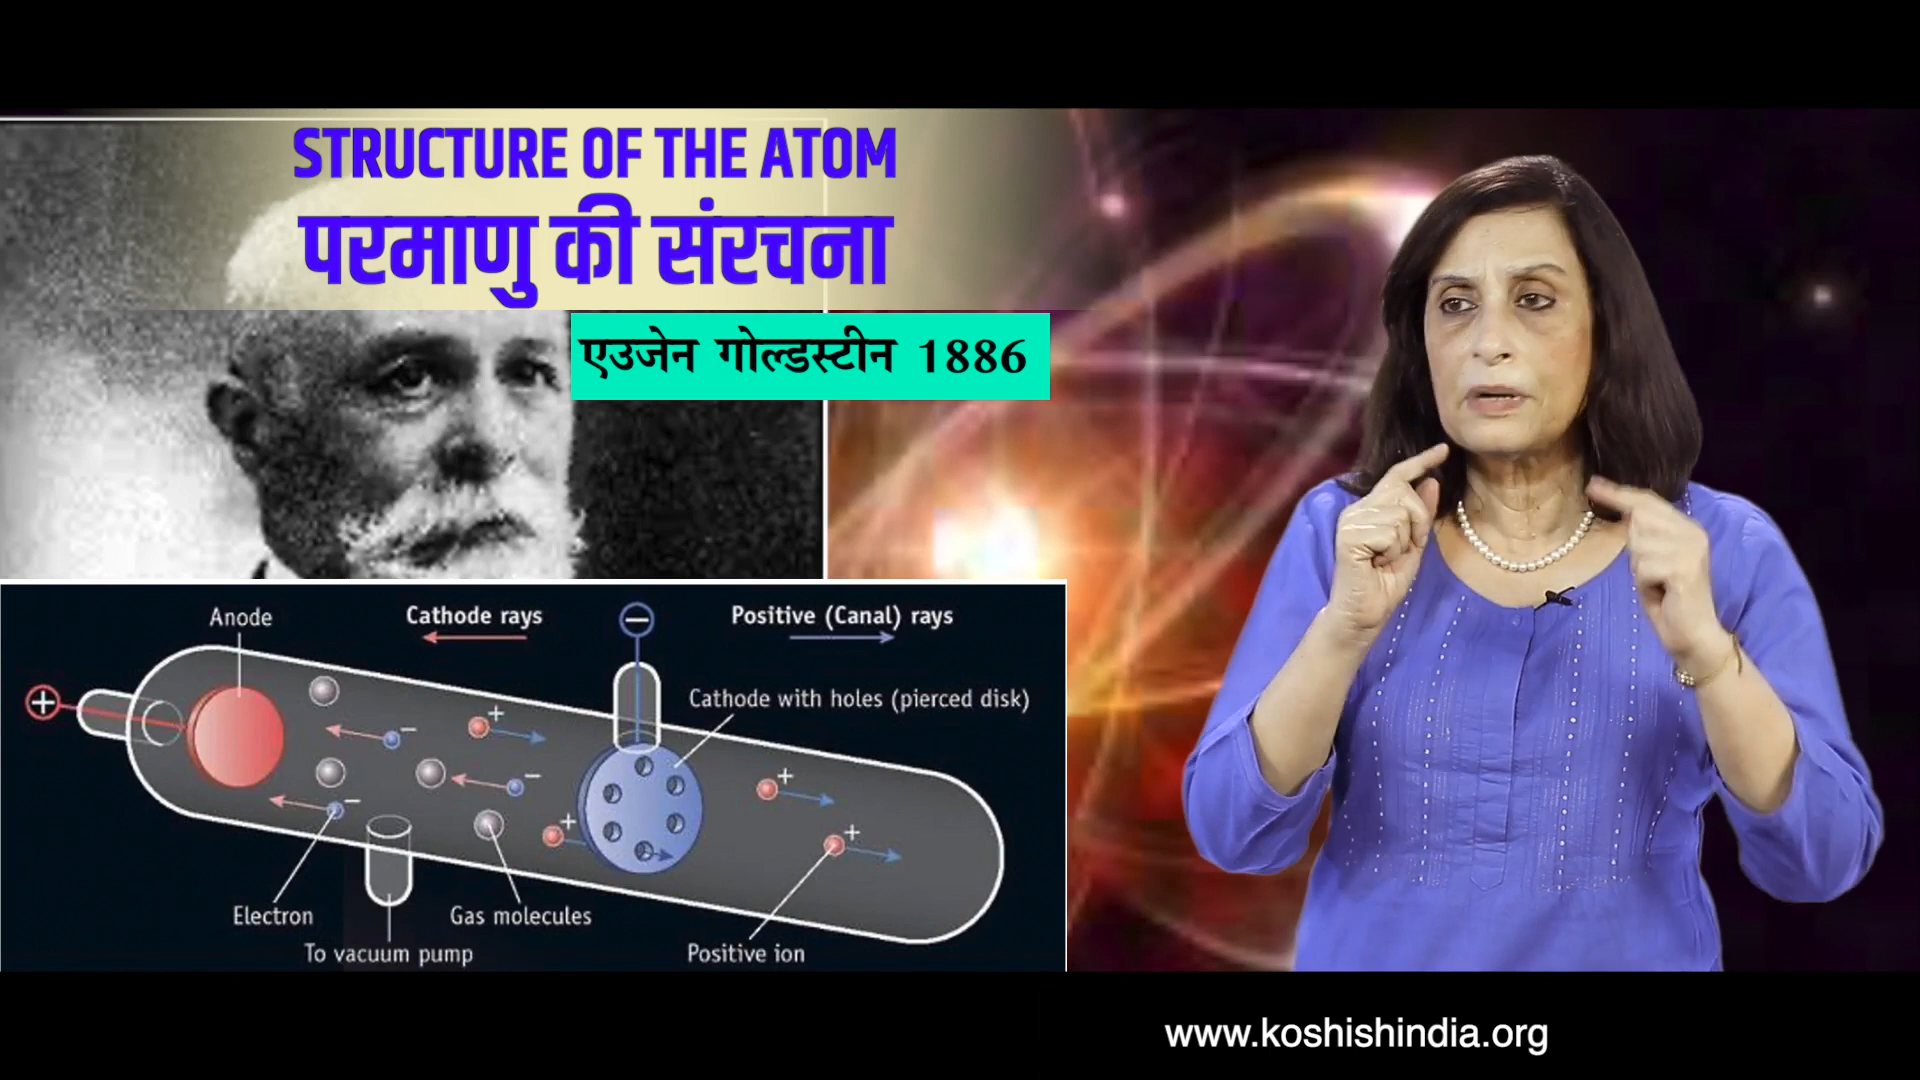 STRUCTURE OF THE ATOM
परमाणु की संरचना
एउजेन गोल्डस्टीन 1886
Anode
Cathode rays
−
Positive (Canal) rays
+
Cathode with holes (pierced disk)
+
−
+
−
−
+
+
Electron
Gas molecules
To vacuum pump
Positive ion
www.koshishindia.org